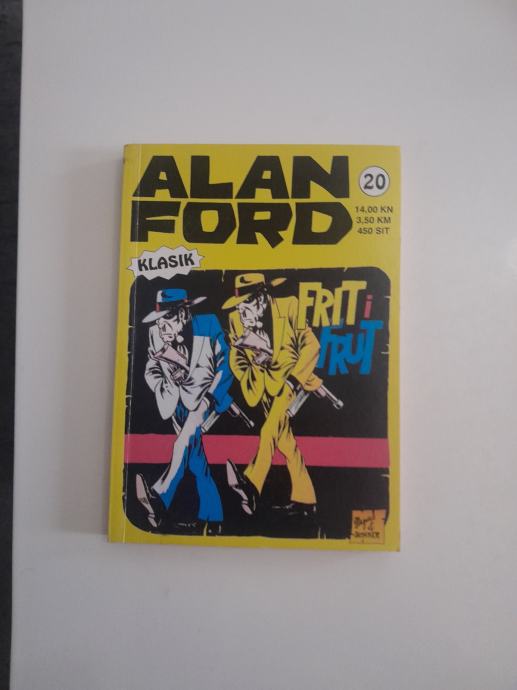 ALAN
FORD
20
14,00 KN
3,50 KM
450 SIT
KLASIK
FRIT i
FRUT